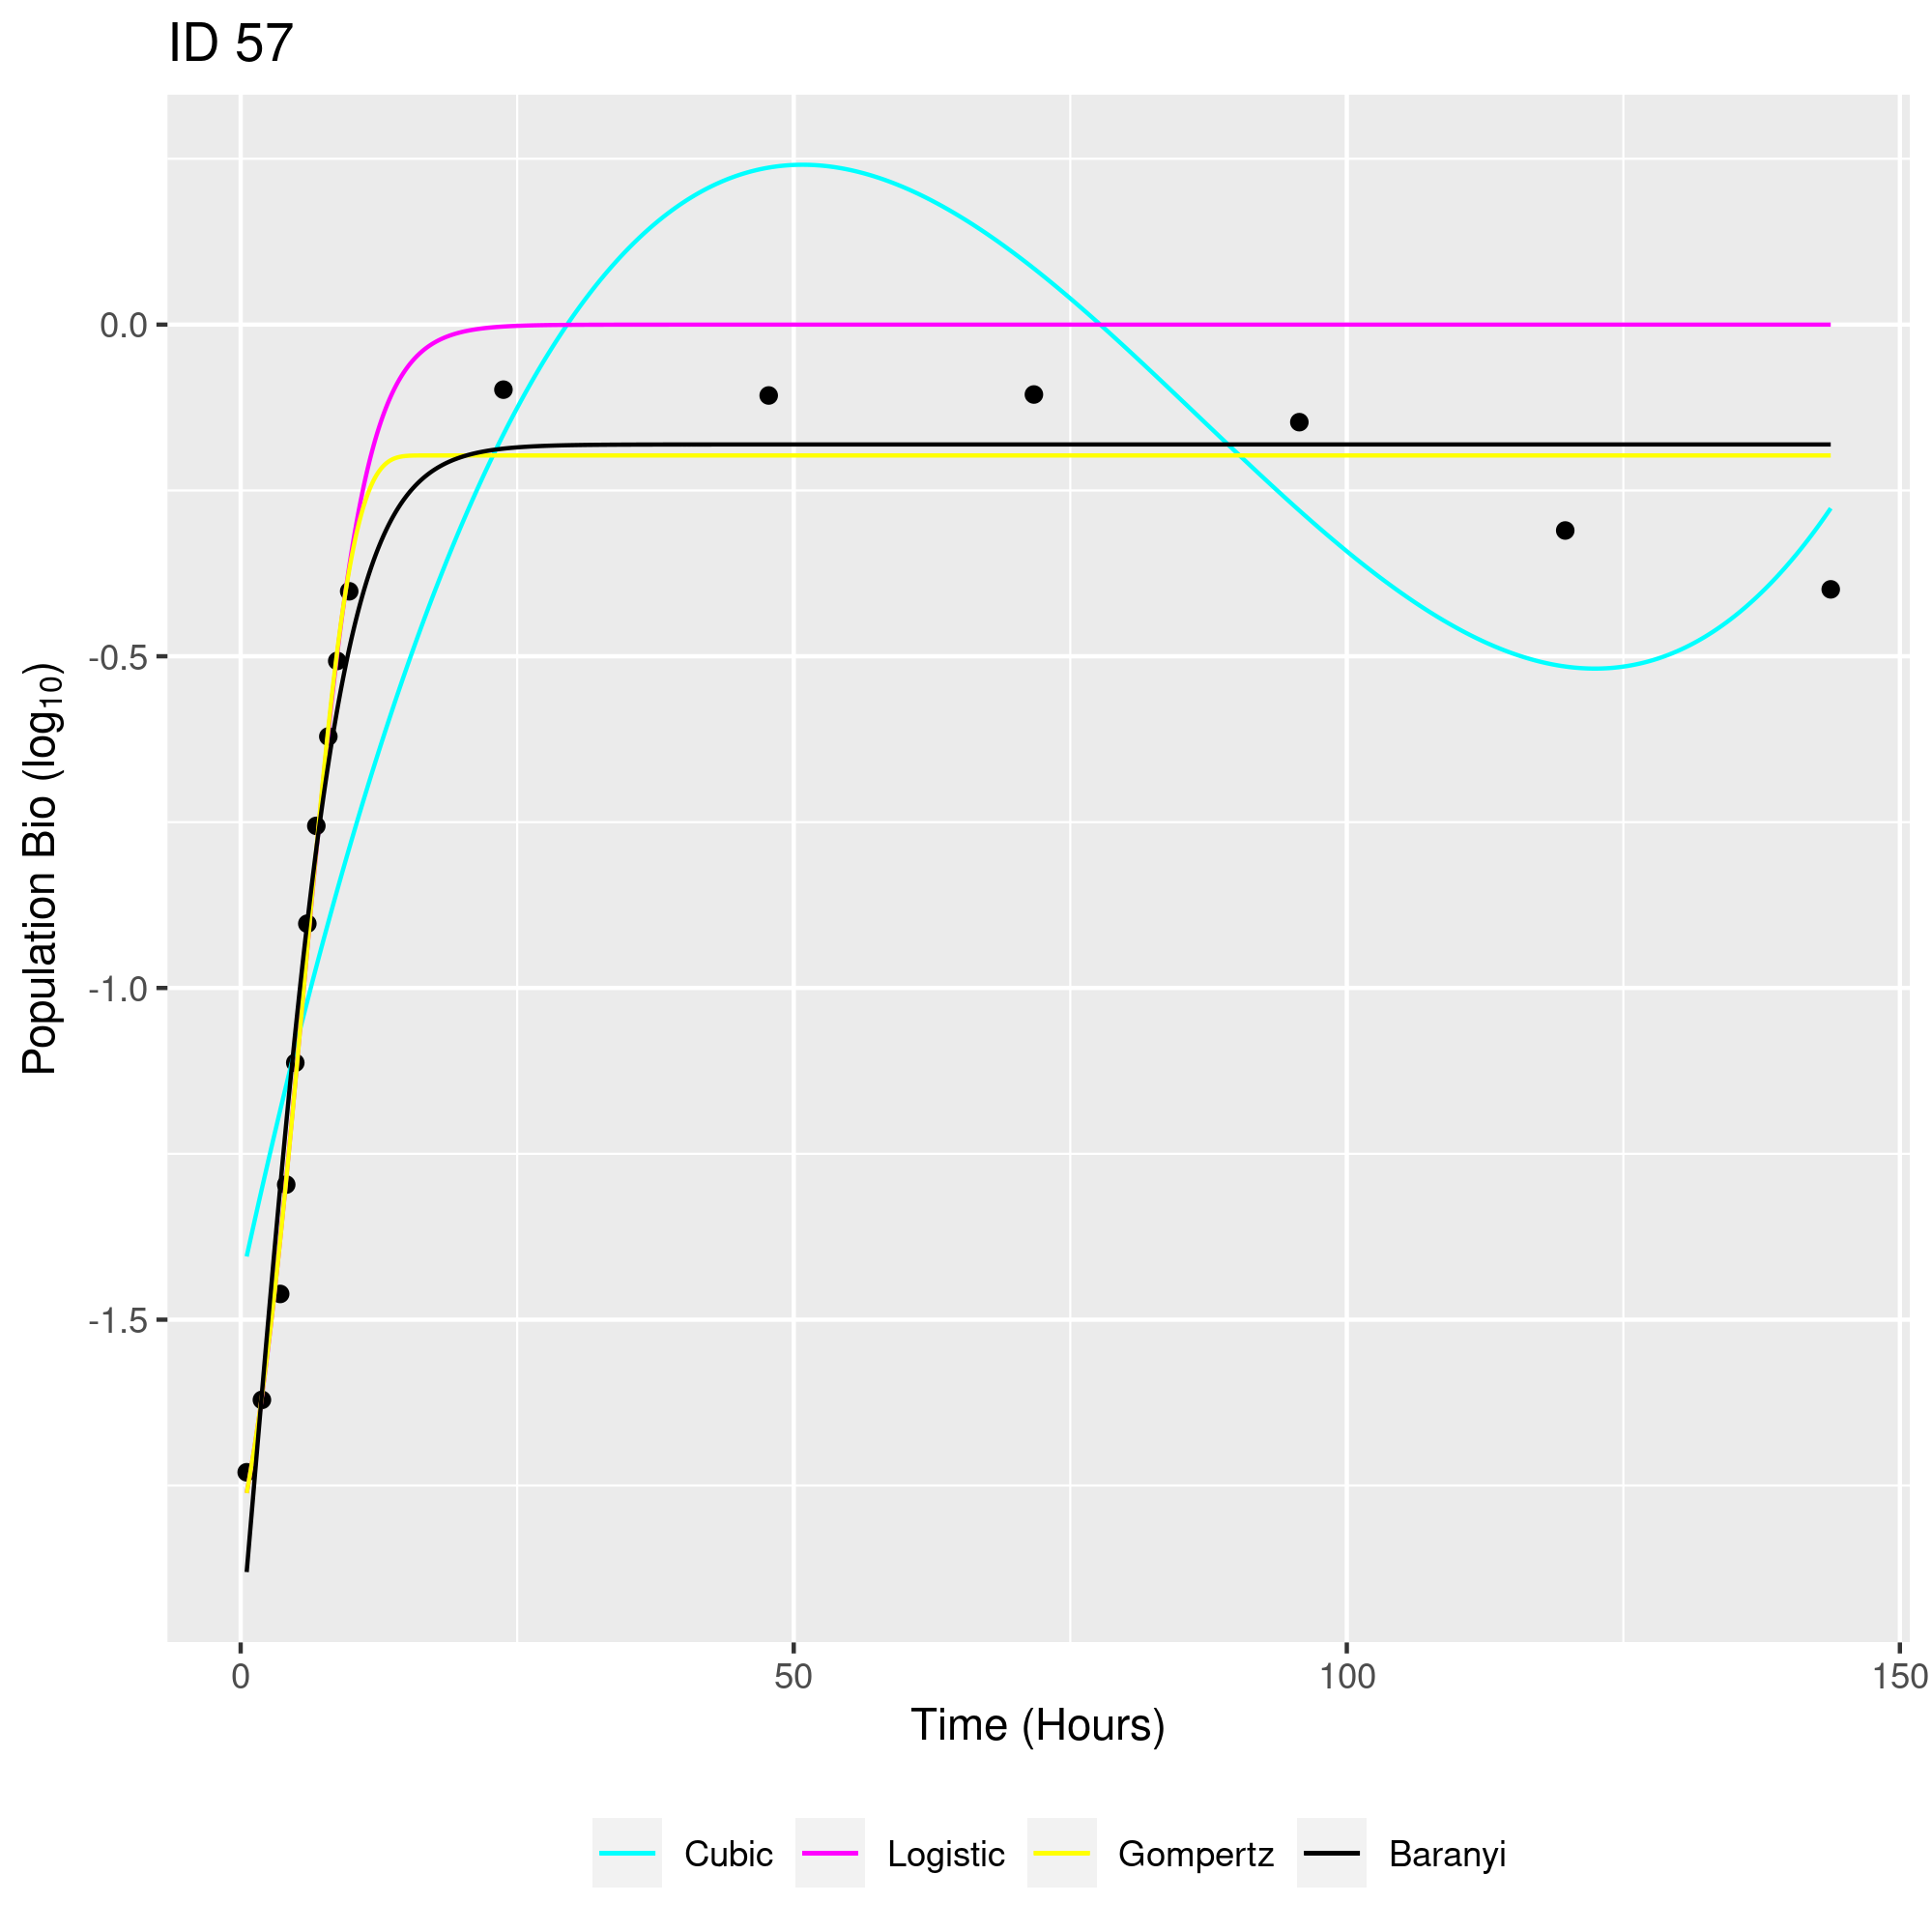 ID 57
Population Bio (log₁₀)
0.0
-0.5
-1.0
-1.5
0
50
100
150
Time (Hours)
Cubic
Logistic
Gompertz
Baranyi